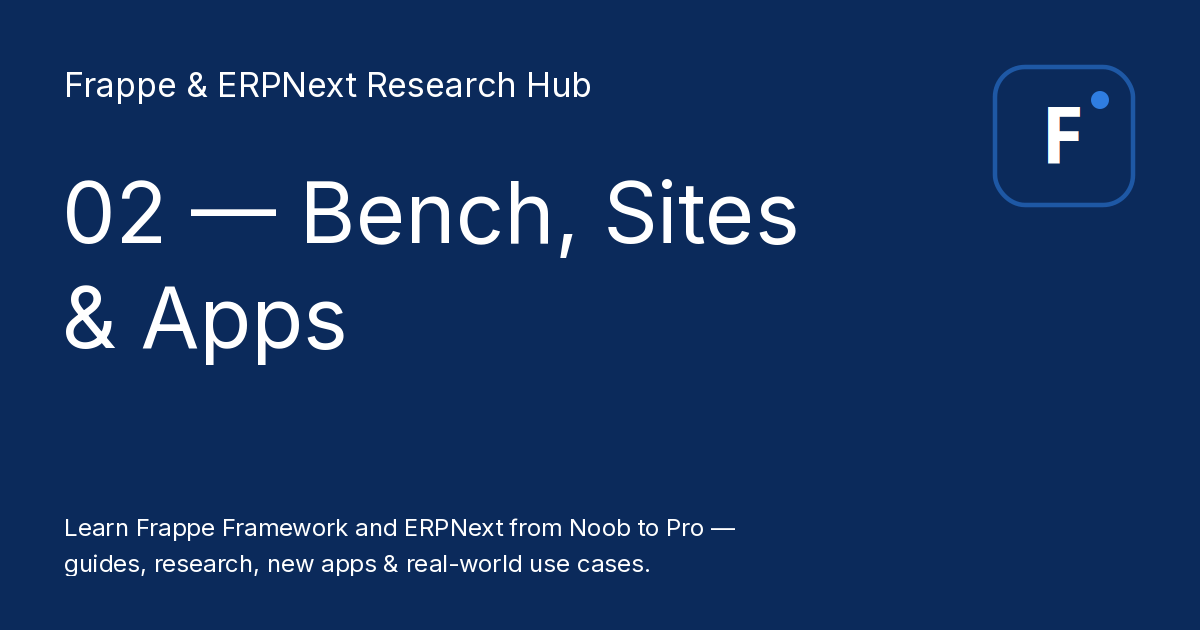 Frappe & ERPNext Research Hub
F
02 — Bench, Sites
& Apps
Learn Frappe Framework and ERPNext from Noob to Pro —
guides, research, new apps & real-world use cases.